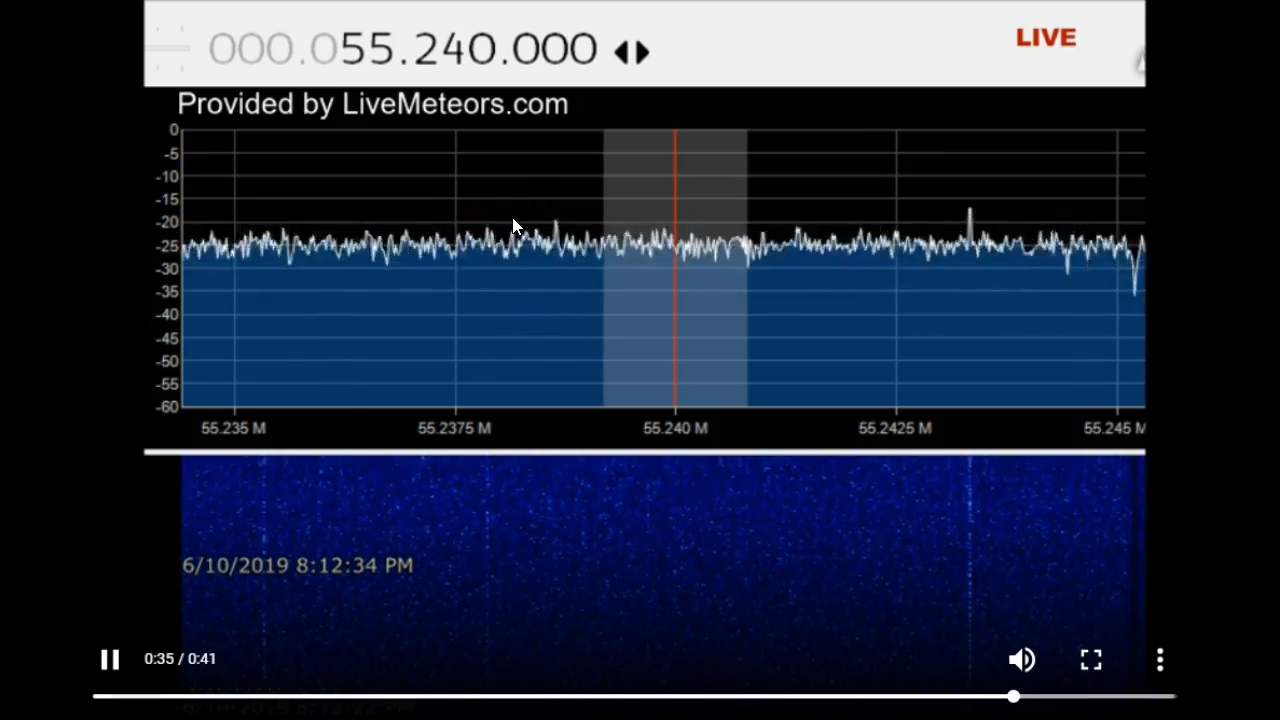 000.055.240.000
LIVE
Provided by LiveMeteors.com
0
-5
-10
-15
-20
-25
-30
-35
-40
-45
-50
-55
-60
55.235 M 55.2375 M 55.240 M 55.2425 M 55.245 M
6/10/2019 8:12:34 PM
0:35 / 0:41